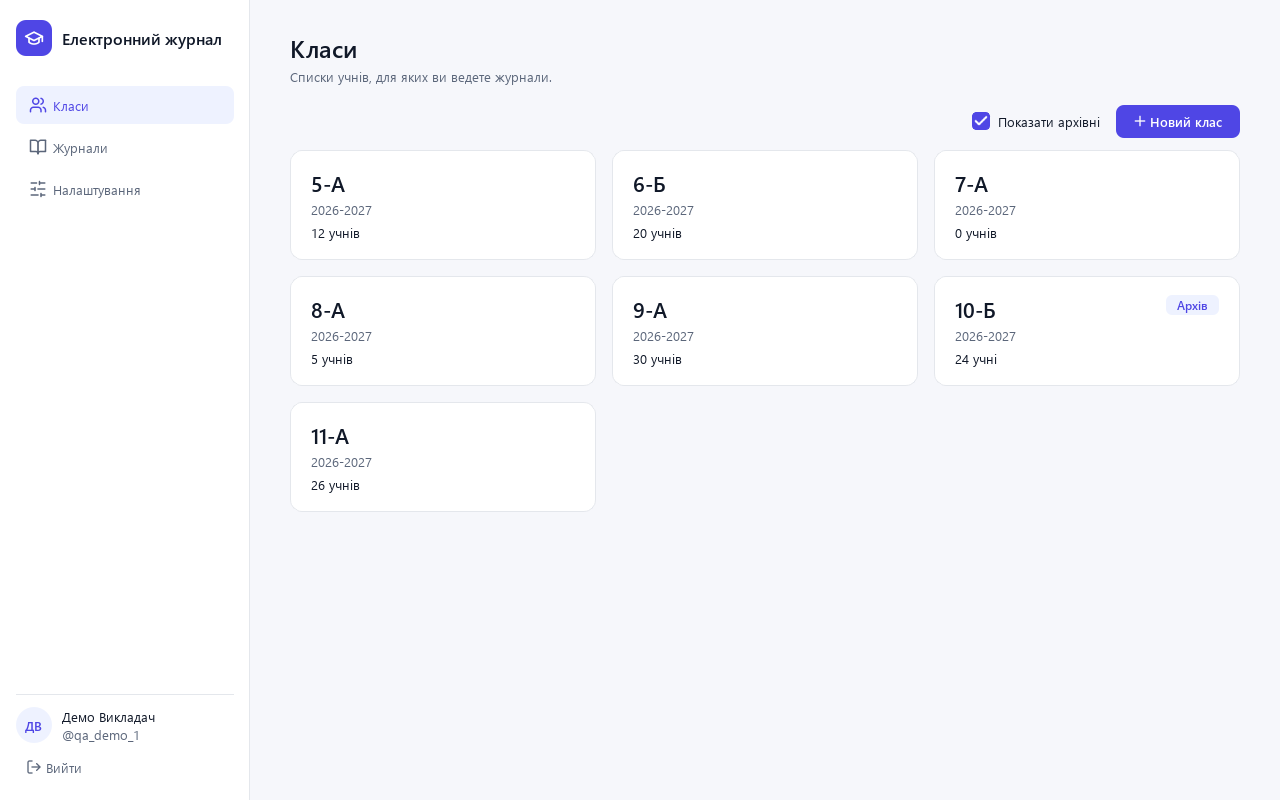 Електронний журнал
Класи
Журнали
Налаштування
Демо Викладач
ДВ
@qa_demo_1
Вийти
Класи
Списки учнів, для яких ви ведете журнали.
Показати архівні
Новий клас
5-А
2026-2027
12 учнів
6-Б
2026-2027
20 учнів
7-А
2026-2027
0 учнів
8-А
2026-2027
5 учнів
9-А
2026-2027
30 учнів
10-Б
Архів
2026-2027
24 учні
11-А
2026-2027
26 учнів